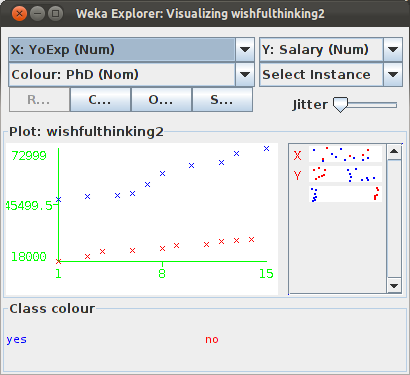 Weka Explorer: Visualizing wishfulthinking2
X: YoExp (Num)
Y: Salary (Num)
Colour: PhD (Nom)
Select Instance
R...
C...
O...
S...
Jitter
Plot: wishfulthinking2
72999
45499.5
18000
1
8
15
X
Y
Class colour
yes
no